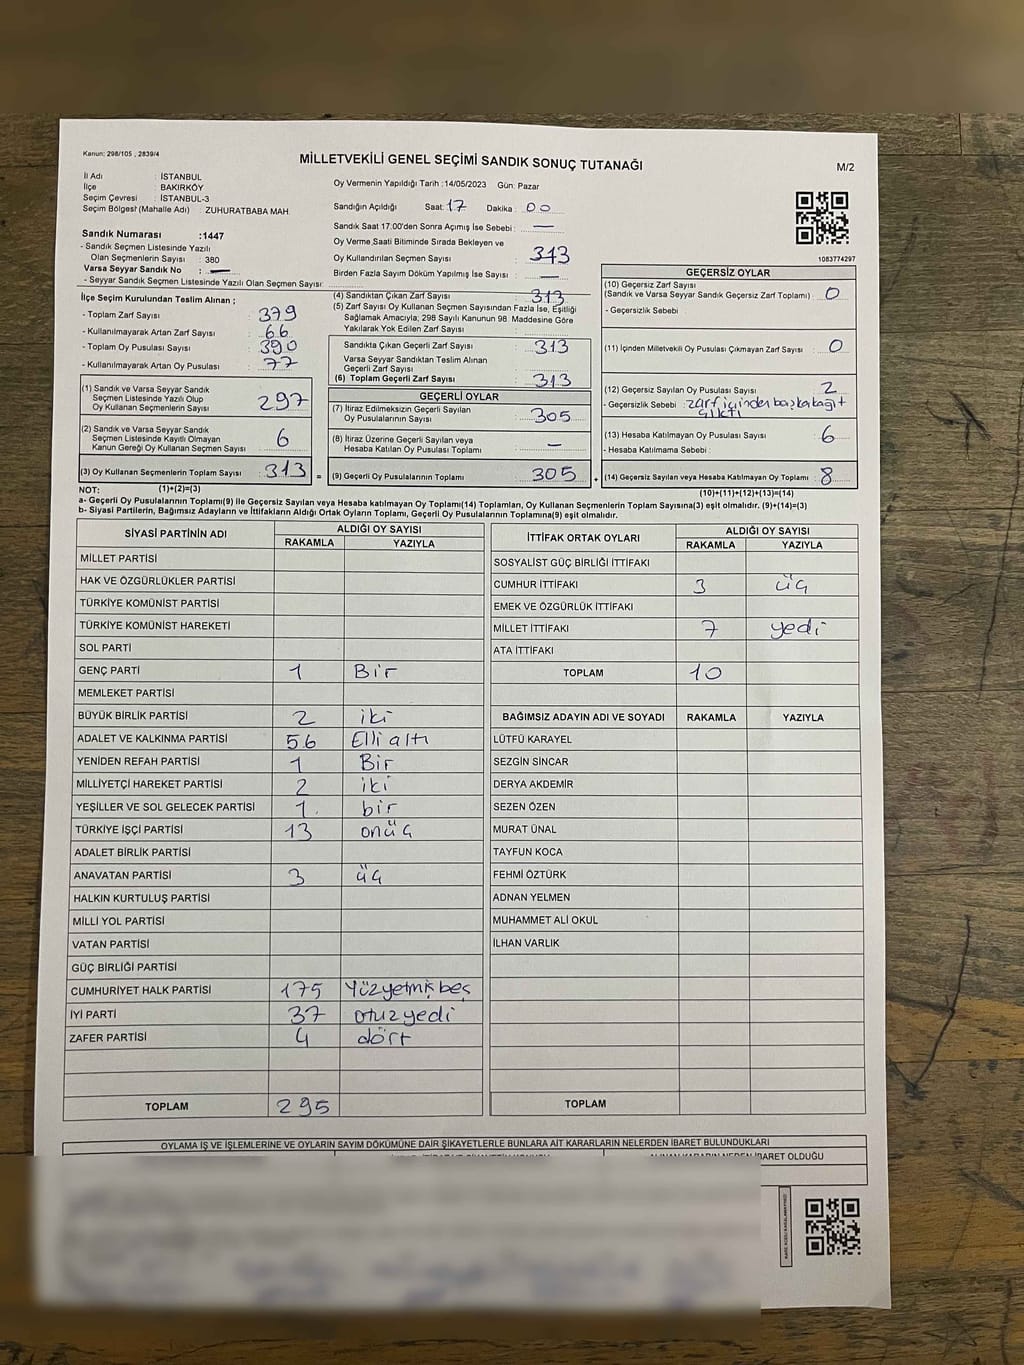 Kanun: 298/105 , 2839/4
MİLLETVEKİLİ GENEL SEÇİMİ SANDIK SONUÇ TUTANAĞI
M/2
İl Adı : İSTANBUL
İlçe : BAKIRKÖY
Seçim Çevresi : İSTANBUL-3
Seçim Bölgesi (Mahalle Adı) : ZUHURATBABA MAH.
Oy Vermenin Yapıldığı Tarih : 14/05/2023 Gün: Pazar
Sandığın Açıldığı Saat: 17 Dakika : 00
Sandık Saat 17.00'den Sonra Açımış İse Sebebi : —
Oy Verme Saati Bitiminde Sırada Bekleyen ve
Oy Kullandırılan Seçmen Sayısı : 313
Birden Fazla Sayım Döküm Yapılmış İse Sayısı : —
1083774297
Sandık Numarası :1447
- Sandık Seçmen Listesinde Yazılı
Olan Seçmenlerin Sayısı : 380
Varsa Seyyar Sandık No : —
- Seyyar Sandık Seçmen Listesinde Yazılı Olan Seçmen Sayısı:
İlçe Seçim Kurulundan Teslim Alınan ;
- Toplam Zarf Sayısı : 379
- Kullanılmayarak Artan Zarf Sayısı : 66
- Toplam Oy Pusulası Sayısı : 390
- Kullanılmayarak Artan Oy Pusulası : 77
(1) Sandık ve Varsa Seyyar Sandık
Seçmen Listesinde Yazılı Olup
Oy Kullanan Seçmenlerin Sayısı : 297
(2) Sandık ve Varsa Seyyar Sandık
Seçmen Listesinde Kayıtlı Olmayan
Kanun Gereği Oy Kullanan Seçmen Sayısı : 6
(3) Oy Kullanan Seçmenlerin Toplam Sayısı : 313
(1)+(2)=(3)
(4) Sandıktan Çıkan Zarf Sayısı : 313
(5) Zarf Sayısı Oy Kullanan Seçmen Sayısından Fazla İse, Eşitliği
Sağlamak Amacıyla; 298 Sayılı Kanunun 98. Maddesine Göre
Yakılarak Yok Edilen Zarf Sayısı :
Sandıkta Çıkan Geçerli Zarf Sayısı : 313
Varsa Seyyar Sandıktan Teslim Alınan
Geçerli Zarf Sayısı :
(6) Toplam Geçerli Zarf Sayısı : 313
GEÇERLİ OYLAR
(7) İtiraz Edilmeksizin Geçerli Sayılan
Oy Pusulalarının Sayısı : 305
(8) İtiraz Üzerine Geçerli Sayılan veya
Hesaba Katılan Oy Pusulası Toplamı : —
= (9) Geçerli Oy Pusulalarının Toplamı : 305
GEÇERSİZ OYLAR
(10) Geçersiz Zarf Sayısı
(Sandık ve Varsa Seyyar Sandık Geçersiz Zarf Toplamı) : 0
- Geçersizlik Sebebi
(11) İçinden Milletvekili Oy Pusulası Çıkmayan Zarf Sayısı : 0
(12) Geçersiz Sayılan Oy Pusulası Sayısı : 2
- Geçersizlik Sebebi : zarf içinden başka kağıt
çıktı
(13) Hesaba Katılmayan Oy Pusulası Sayısı : 6
- Hesaba Katılmama Sebebi :
+ (14) Geçersiz Sayılan veya Hesaba Katılmayan Oy Toplamı : 8
(10)+(11)+(12)+(13)=(14)
NOT:
a- Geçerli Oy Pusulalarının Toplamı(9) ile Geçersiz Sayılan veya Hesaba katılmayan Oy Toplamı(14) Toplamları, Oy Kullanan Seçmenlerin Toplam Sayısına(3) eşit olmalıdır. (9)+(14)=(3)
b- Siyasi Partilerin, Bağımsız Adayların ve İttifakların Aldığı Ortak Oyların Toplamı, Geçerli Oy Pusulalarının Toplamına(9) eşit olmalıdır.
SİYASİ PARTİNİN ADI ALDIĞI OY SAYISI
RAKAMLA YAZIYLA
MİLLET PARTİSİ
HAK VE ÖZGÜRLÜKLER PARTİSİ
TÜRKİYE KOMÜNİST PARTİSİ
TÜRKİYE KOMÜNİST HAREKETİ
SOL PARTİ
GENÇ PARTİ 1 Bir
MEMLEKET PARTİSİ
BÜYÜK BİRLİK PARTİSİ 2 iki
ADALET VE KALKINMA PARTİSİ 56 Elli altı
YENİDEN REFAH PARTİSİ 1 Bir
MİLLİYETÇİ HAREKET PARTİSİ 2 iki
YEŞİLLER VE SOL GELECEK PARTİSİ 1. bir
TÜRKİYE İŞÇİ PARTİSİ 13 onüç
ADALET BİRLİK PARTİSİ
ANAVATAN PARTİSİ 3 üç
HALKIN KURTULUŞ PARTİSİ
MİLLİ YOL PARTİSİ
VATAN PARTİSİ
GÜÇ BİRLİĞİ PARTİSİ
CUMHURİYET HALK PARTİSİ 175 Yüzyetmiş beş
İYİ PARTİ 37 otuzyedi
ZAFER PARTİSİ 4 dört
TOPLAM 295
İTTİFAK ORTAK OYLARI ALDIĞI OY SAYISI
RAKAMLA YAZIYLA
SOSYALİST GÜÇ BİRLİĞİ İTTİFAKI
CUMHUR İTTİFAKI 3 üç
EMEK VE ÖZGÜRLÜK İTTİFAKI
MİLLET İTTİFAKI 7 yedi
ATA İTTİFAKI
TOPLAM 10
BAĞIMSIZ ADAYIN ADI VE SOYADI RAKAMLA YAZIYLA
LÜTFÜ KARAYEL
SEZGİN SİNCAR
DERYA AKDEMİR
SEZEN ÖZEN
MURAT ÜNAL
TAYFUN KOCA
FEHMİ ÖZTÜRK
ADNAN YELMEN
MUHAMMET ALİ OKUL
İLHAN VARLIK
TOPLAM
OYLAMA İŞ VE İŞLEMLERİNE VE OYLARIN SAYIM DÖKÜMÜNE DAİR ŞİKAYETLERLE BUNLARA AİT KARARLARIN NELERDEN İBARET BULUNDUKLARI
İBARET OLDUĞU